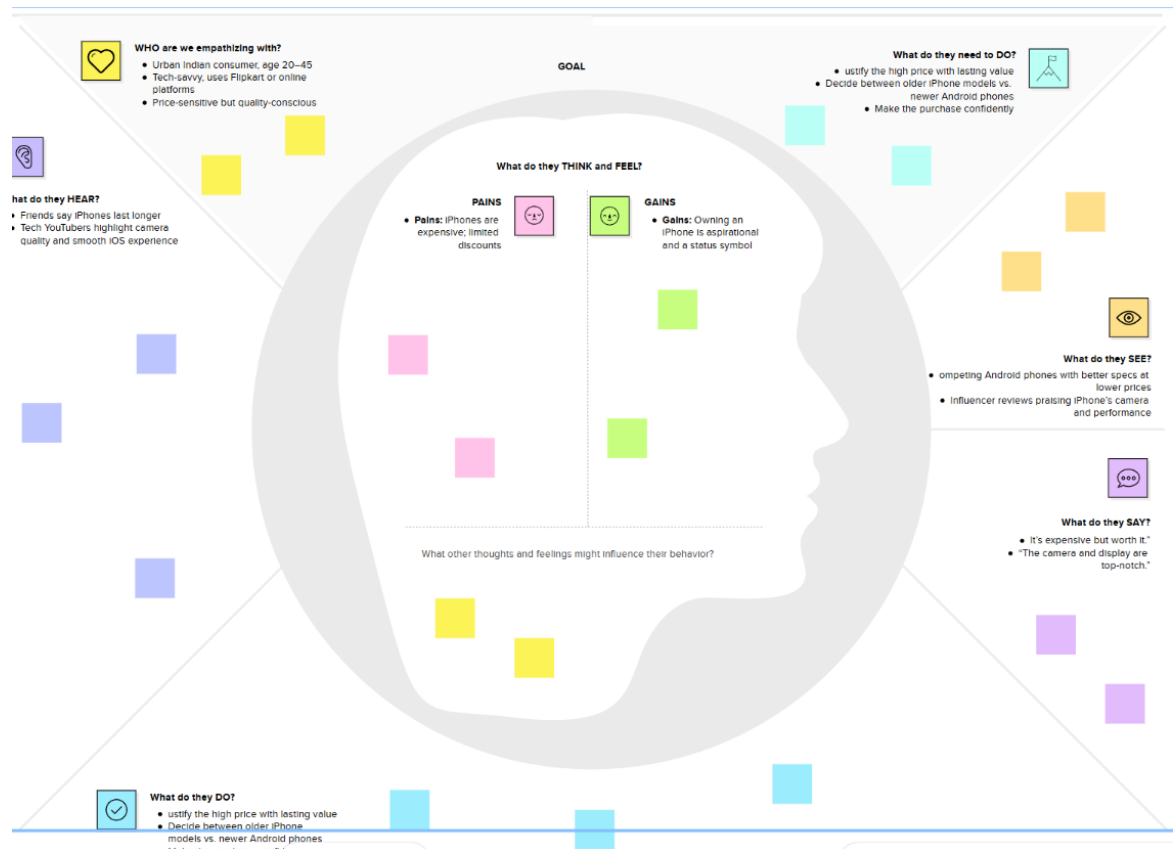 WHO are we empathizing with?
• Urban Indian consumer, age 20–45
• Tech-savvy, uses Flipkart or online
platforms
• Price-sensitive but quality-conscious
GOAL
What do they need to DO?
• ustify the high price with lasting value
• Decide between older iPhone models vs.
newer Android phones
• Make the purchase confidently
hat do they HEAR?
• Friends say iPhones last longer
• Tech YouTubers highlight camera
quality and smooth iOS experience
What do they THINK and FEEL?
PAINS
• Pains: iPhones are
expensive; limited
discounts
GAINS
• Gains: Owning an
iPhone is aspirational
and a status symbol
What do they SEE?
• ompeting Android phones with better specs at
lower prices
• Influencer reviews praising iPhone's camera
and performance
What do they SAY?
• It's expensive but worth it."
• "The camera and display are
top-notch."
What other thoughts and feelings might influence their behavior?
What do they DO?
• ustify the high price with lasting value
• Decide between older iPhone
models vs. newer Android phones